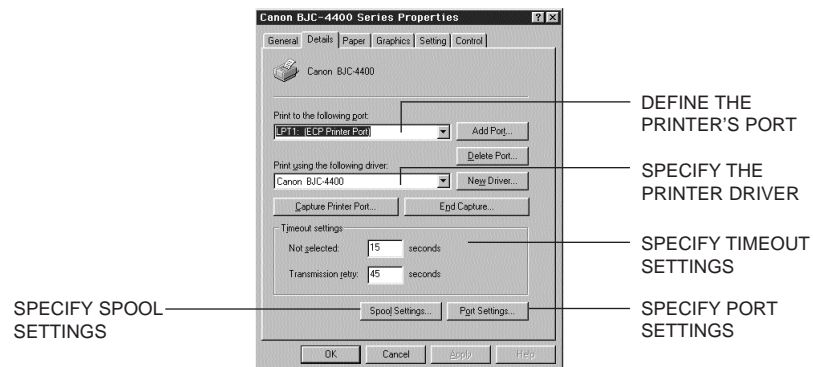 Canon BJC-4400 Series Properties
General Details Paper Graphics Setting Control
Canon BJC-4400
Print to the following port:
LPT1: (ECP Printer Port)
Add Port...
Delete Port...
Print using the following driver:
Canon BJC-4400
New Driver...
Capture Printer Port...
End Capture...
Timeout settings
Not selected: 15 seconds
Transmission retry: 45 seconds
Spool Settings...
Port Settings...
OK
Cancel
Apply
Help
DEFINE THE
PRINTER'S PORT
SPECIFY THE
PRINTER DRIVER
SPECIFY TIMEOUT
SETTINGS
SPECIFY SPOOL
SETTINGS
SPECIFY PORT
SETTINGS